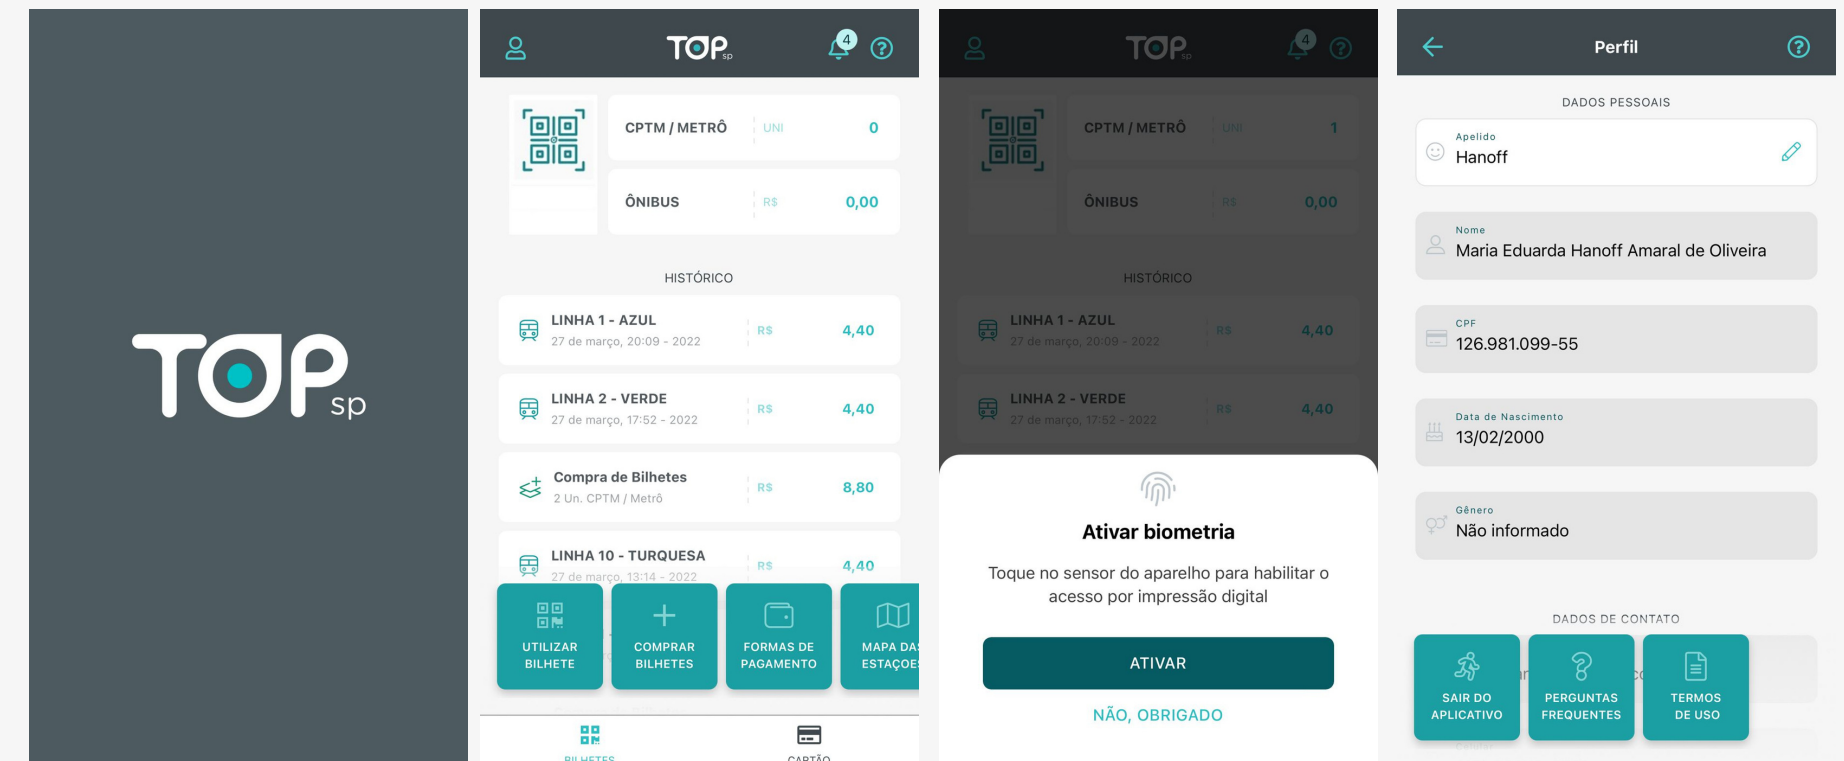 TOP
sp
TOP
sp
4
?
CPTM / METRÔ UNI 0
ÔNIBUS R$ 0,00
HISTÓRICO
LINHA 1 - AZUL
27 de março, 20:09 - 2022
R$ 4,40
LINHA 2 - VERDE
27 de março, 17:52 - 2022
R$ 4,40
Compra de Bilhetes
2 Un. CPTM / Metrô
R$ 8,80
LINHA 10 - TURQUESA
27 de março, 13:14 - 2022
R$ 4,40
UTILIZAR
BILHETE
COMPRAR
BILHETES
FORMAS DE
PAGAMENTO
MAPA DAS
ESTAÇÕES
BILHETES
CARTÃO
TOP
sp
4
?
CPTM / METRÔ UNI 1
ÔNIBUS R$ 0,00
HISTÓRICO
LINHA 1 - AZUL
27 de março, 20:09 - 2022
R$ 4,40
LINHA 2 - VERDE
27 de março, 17:52 - 2022
R$ 4,40
Ativar biometria
Toque no sensor do aparelho para habilitar o
acesso por impressão digital
ATIVAR
NÃO, OBRIGADO
Perfil
?
DADOS PESSOAIS
Apelido
Hanoff
Nome
Maria Eduarda Hanoff Amaral de Oliveira
CPF
126.981.099-55
Data de Nascimento
13/02/2000
Gênero
Não informado
DADOS DE CONTATO
SAIR DO
APLICATIVO
PERGUNTAS
FREQUENTES
TERMOS
DE USO
Celular